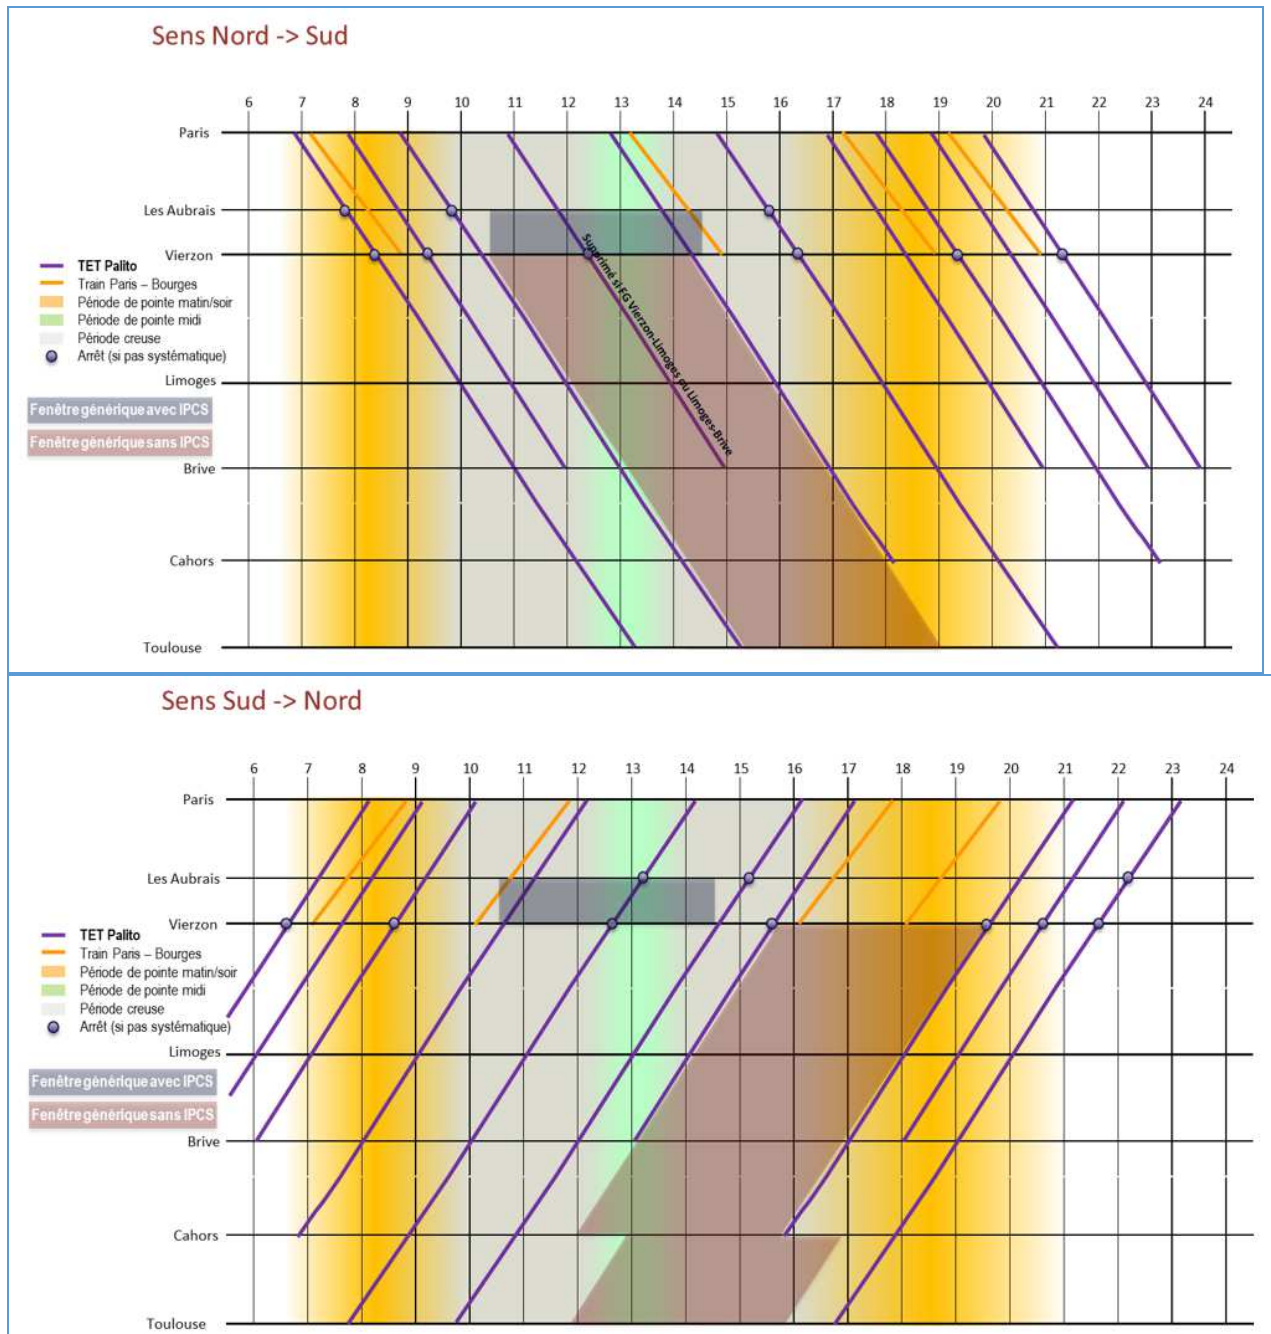 Sens Nord -> Sud
6 7 8 9 10 11 12 13 14 15 16 17 18 19 20 21 22 23 24
Paris
Les Aubrais
Vierzon
TET Palito
Train Paris – Bourges
Période de pointe matin/soir
Période de pointe midi
Période creuse
Arrêt (si pas systématique)
Supprimé si FG Vierzon-Limoges ou Limoges-Brive
Limoges
Fenêtre générique avec IPCS
Fenêtre générique sans IPCS
Brive
Cahors
Toulouse
Sens Sud -> Nord
6 7 8 9 10 11 12 13 14 15 16 17 18 19 20 21 22 23 24
Paris
Les Aubrais
Vierzon
TET Palito
Train Paris – Bourges
Période de pointe matin/soir
Période de pointe midi
Période creuse
Arrêt (si pas systématique)
Limoges
Fenêtre générique avec IPCS
Fenêtre générique sans IPCS
Brive
Cahors
Toulouse